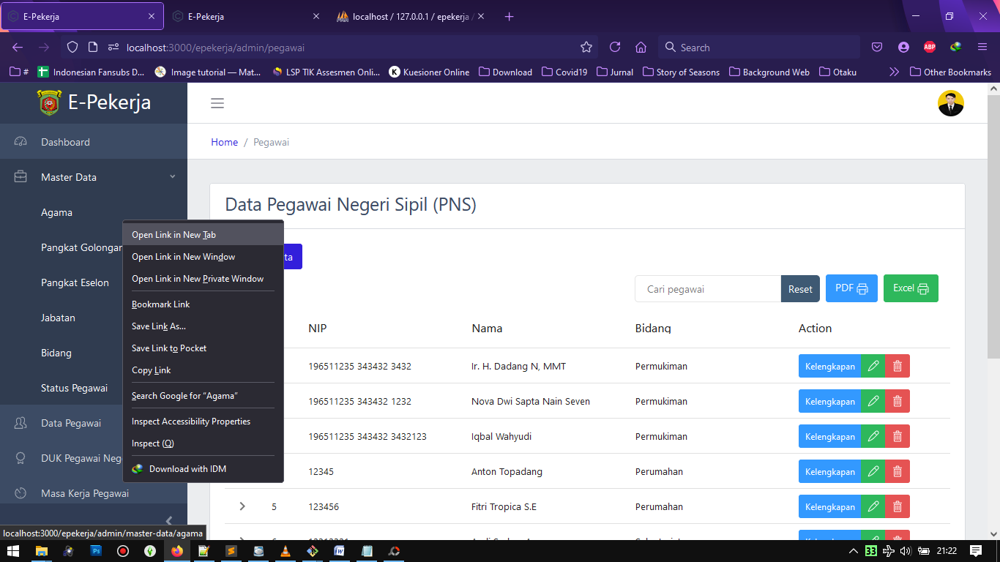 E-Pekerja
E-Pekerja
localhost / 127.0.0.1 / epekerja /
localhost:3000/epekerja/admin/pegawai
Search
ABP
#
Indonesian Fansubs D...
Image tutorial — Mat...
LSP TIK Assesmen Onli...
Kuesioner Online
Download
Covid19
Jurnal
Story of Seasons
Background Web
Otaku
Other Bookmarks
E-Pekerja
Dashboard
Master Data
Agama
Pangkat Golongan
Pangkat Eselon
Jabatan
Bidang
Status Pegawai
Data Pegawai
DUK Pegawai Neg
Masa Kerja Pegawai
Open Link in New Tab
Open Link in New Window
Open Link in New Private Window
Bookmark Link
Save Link As...
Save Link to Pocket
Copy Link
Search Google for “Agama”
Inspect Accessibility Properties
Inspect (Q)
Download with IDM
Home / Pegawai
Data Pegawai Negeri Sipil (PNS)
ta
Cari pegawai
Reset
PDF
Excel
NIP Nama Bidang Action
196511235 343432 3432 Ir. H. Dadang N, MMT Permukiman Kelengkapan
196511235 343432 1232 Nova Dwi Sapta Nain Seven Permukiman Kelengkapan
196511235 343432 3432123 Iqbal Wahyudi Permukiman Kelengkapan
12345 Anton Topadang Perumahan Kelengkapan
5 123456 Fitri Tropica S.E Perumahan Kelengkapan
localhost:3000/epekerja/admin/master-data/agama
Ps
33
21:22